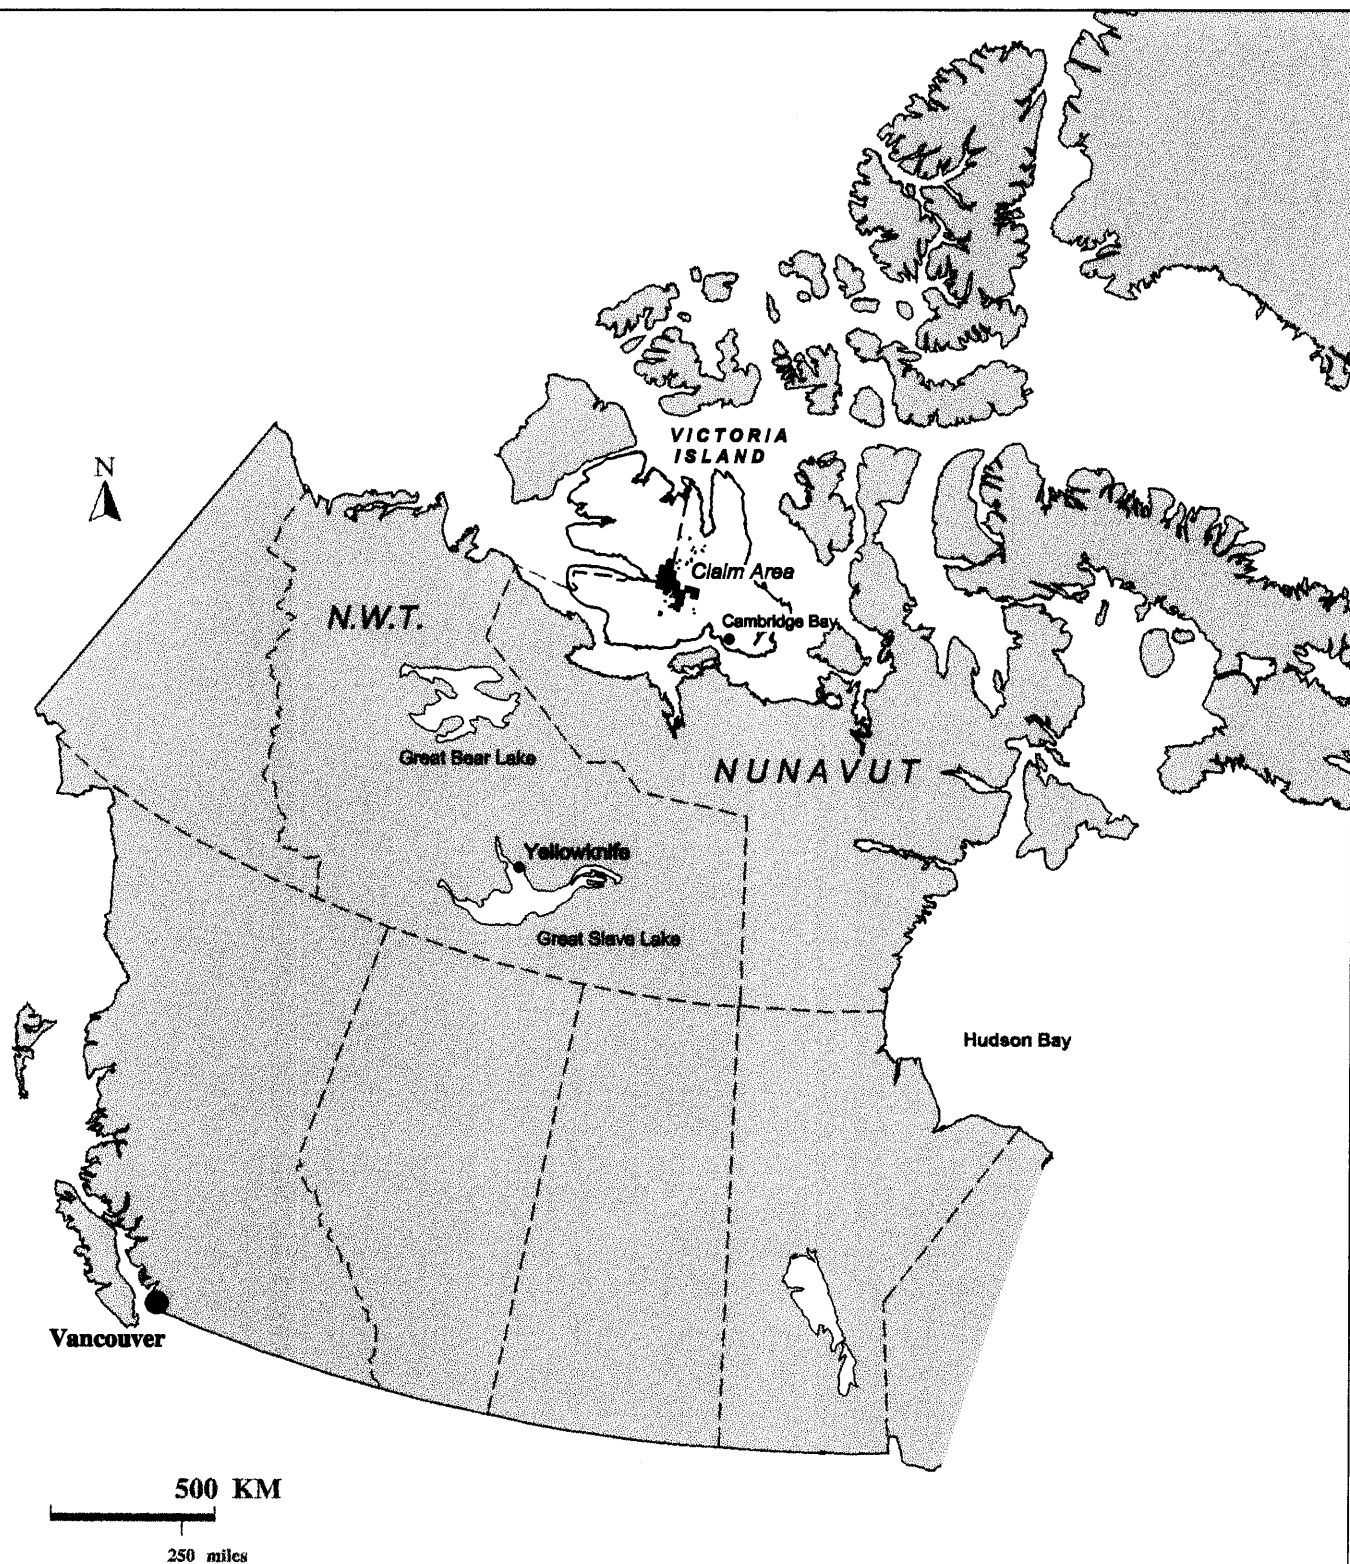 VICTORIA
ISLAND
N
Claim Area
N.W.T.
Cambridge Bay
Great Bear Lake
NUNAVUT
Yellowknife
Great Slave Lake
Hudson Bay
Vancouver
500 KM
250 miles